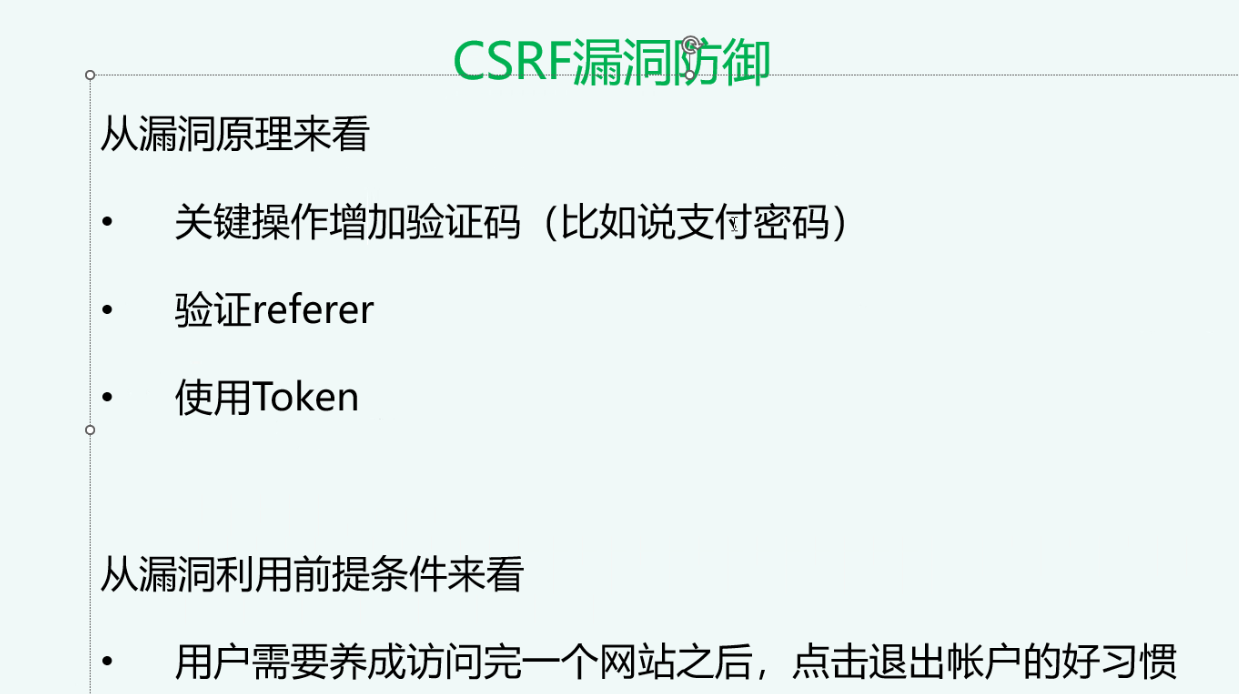 CSRF漏洞防御
从漏洞原理来看
• 关键操作增加验证码（比如说支付密码）
• 验证referer
• 使用Token
从漏洞利用前提条件来看
• 用户需要养成访问完一个网站之后，点击退出帐户的好习惯